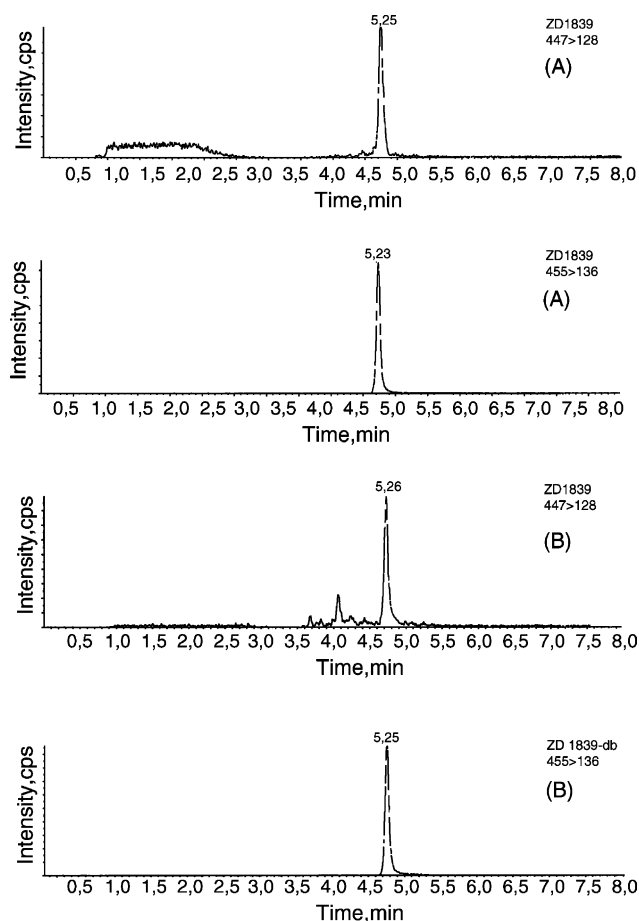 5,25
ZD1839
447>128
(A)
Intensity,cps
0,5 1,0 1,5 2,0 2,5 3,0 3,5 4,0 4,5 5,0 5,5 6,0 6,5 7,0 7,5 8,0
Time,min
5,23
ZD1839
455>136
(A)
Intensity,cps
0,5 1,0 1,5 2,0 2,5 3,0 3,5 4,0 4,5 5,0 5,5 6,0 6,5 7,0 7,5 8,0
Time,min
5,26
ZD1839
447>128
(B)
Intensity,cps
0,5 1,0 1,5 2,0 2,5 3,0 3,5 4,0 4,5 5,0 5,5 6,0 6,5 7,0 7,5 8,0
Time,min
5,25
ZD 1839-db
455>136
(B)
Intensity,cps
0,5 1,0 1,5 2,0 2,5 3,0 3,5 4,0 4,5 5,0 5,5 6,0 6,5 7,0 7,5 8,0
Time,min